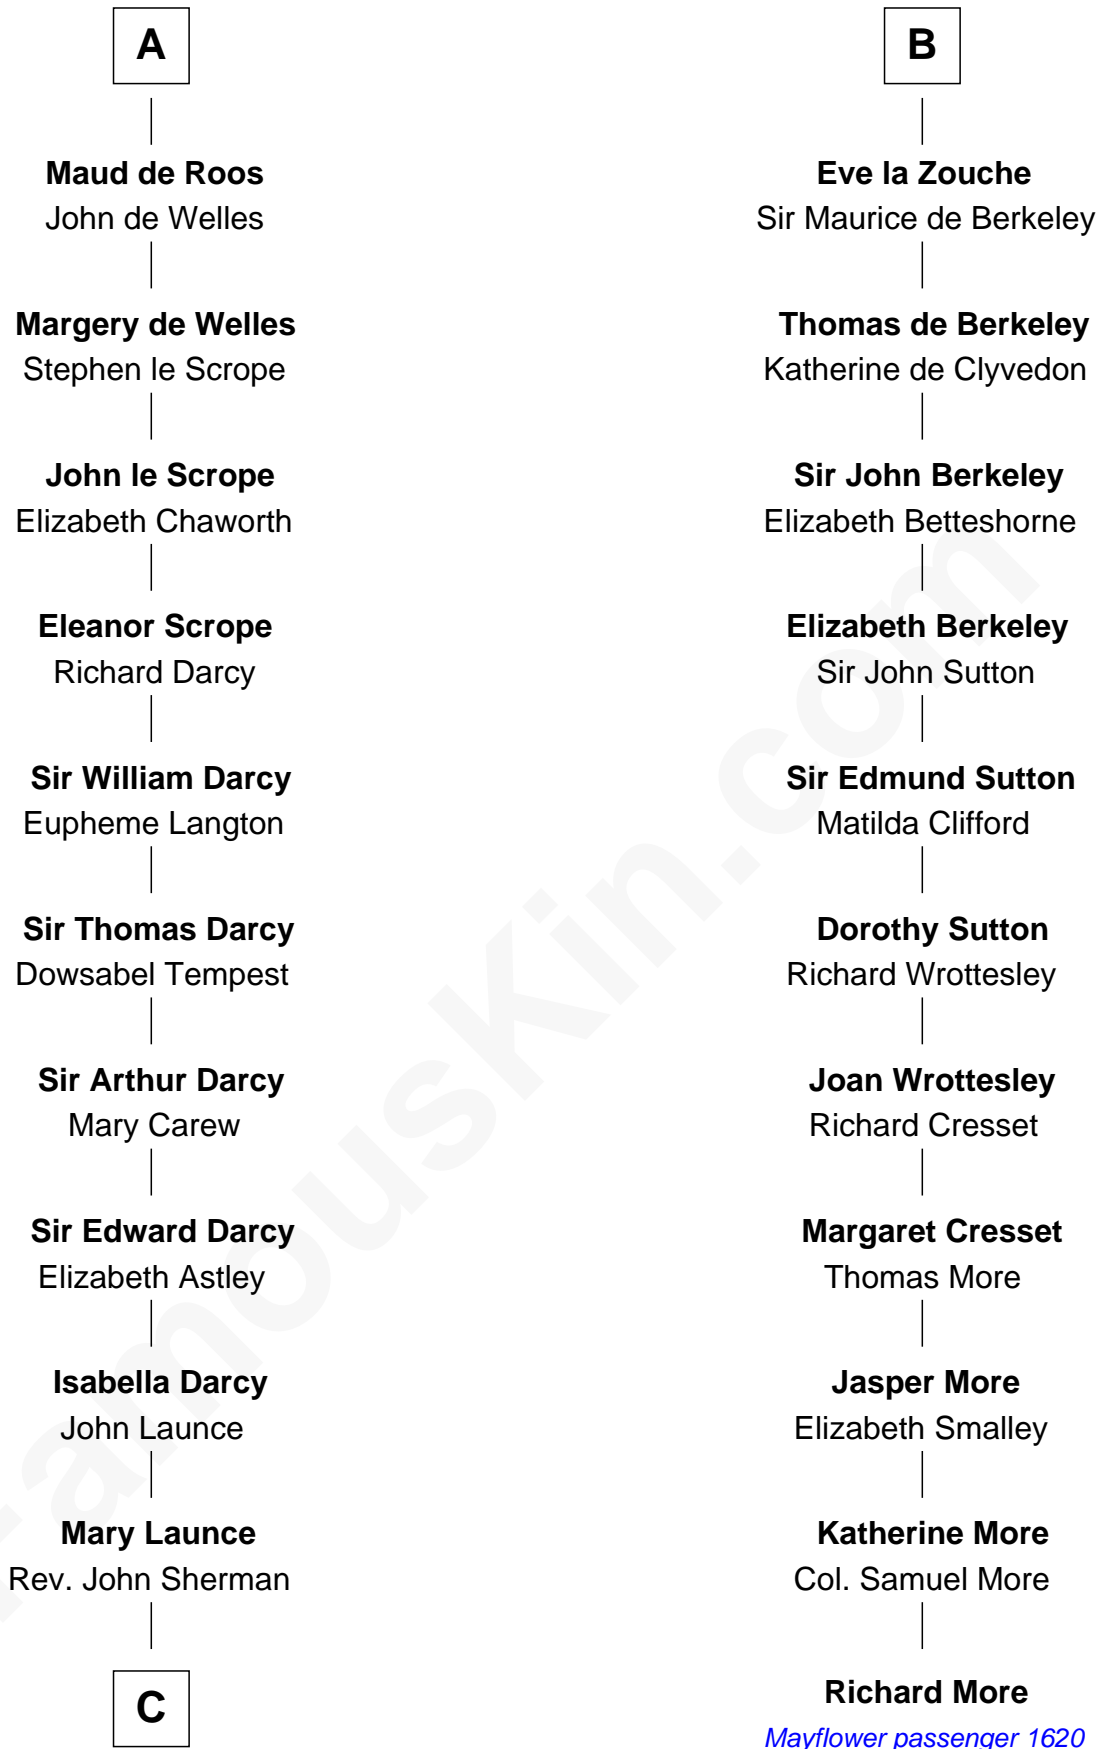 A
Maud de Roos
John de Welles
Margery de Welles
Stephen le Scrope
John le Scrope
Elizabeth Chaworth
Eleanor Scrope
Richard Darcy
Sir William Darcy
Eupheme Langton
Sir Thomas Darcy
Dowsabel Tempest
Sir Arthur Darcy
Mary Carew
Sir Edward Darcy
Elizabeth Astley
Isabella Darcy
John Launce
Mary Launce
Rev. John Sherman
C
B
Eve la Zouche
Sir Maurice de Berkeley
Thomas de Berkeley
Katherine de Clyvedon
Sir John Berkeley
Elizabeth Betteshorne
Elizabeth Berkeley
Sir John Sutton
Sir Edmund Sutton
Matilda Clifford
Dorothy Sutton
Richard Wrottesley
Joan Wrottesley
Richard Cresset
Margaret Cresset
Thomas More
Jasper More
Elizabeth Smalley
Katherine More
Col. Samuel More
Richard More
Mayflower passenger 1620
FamousKin.com